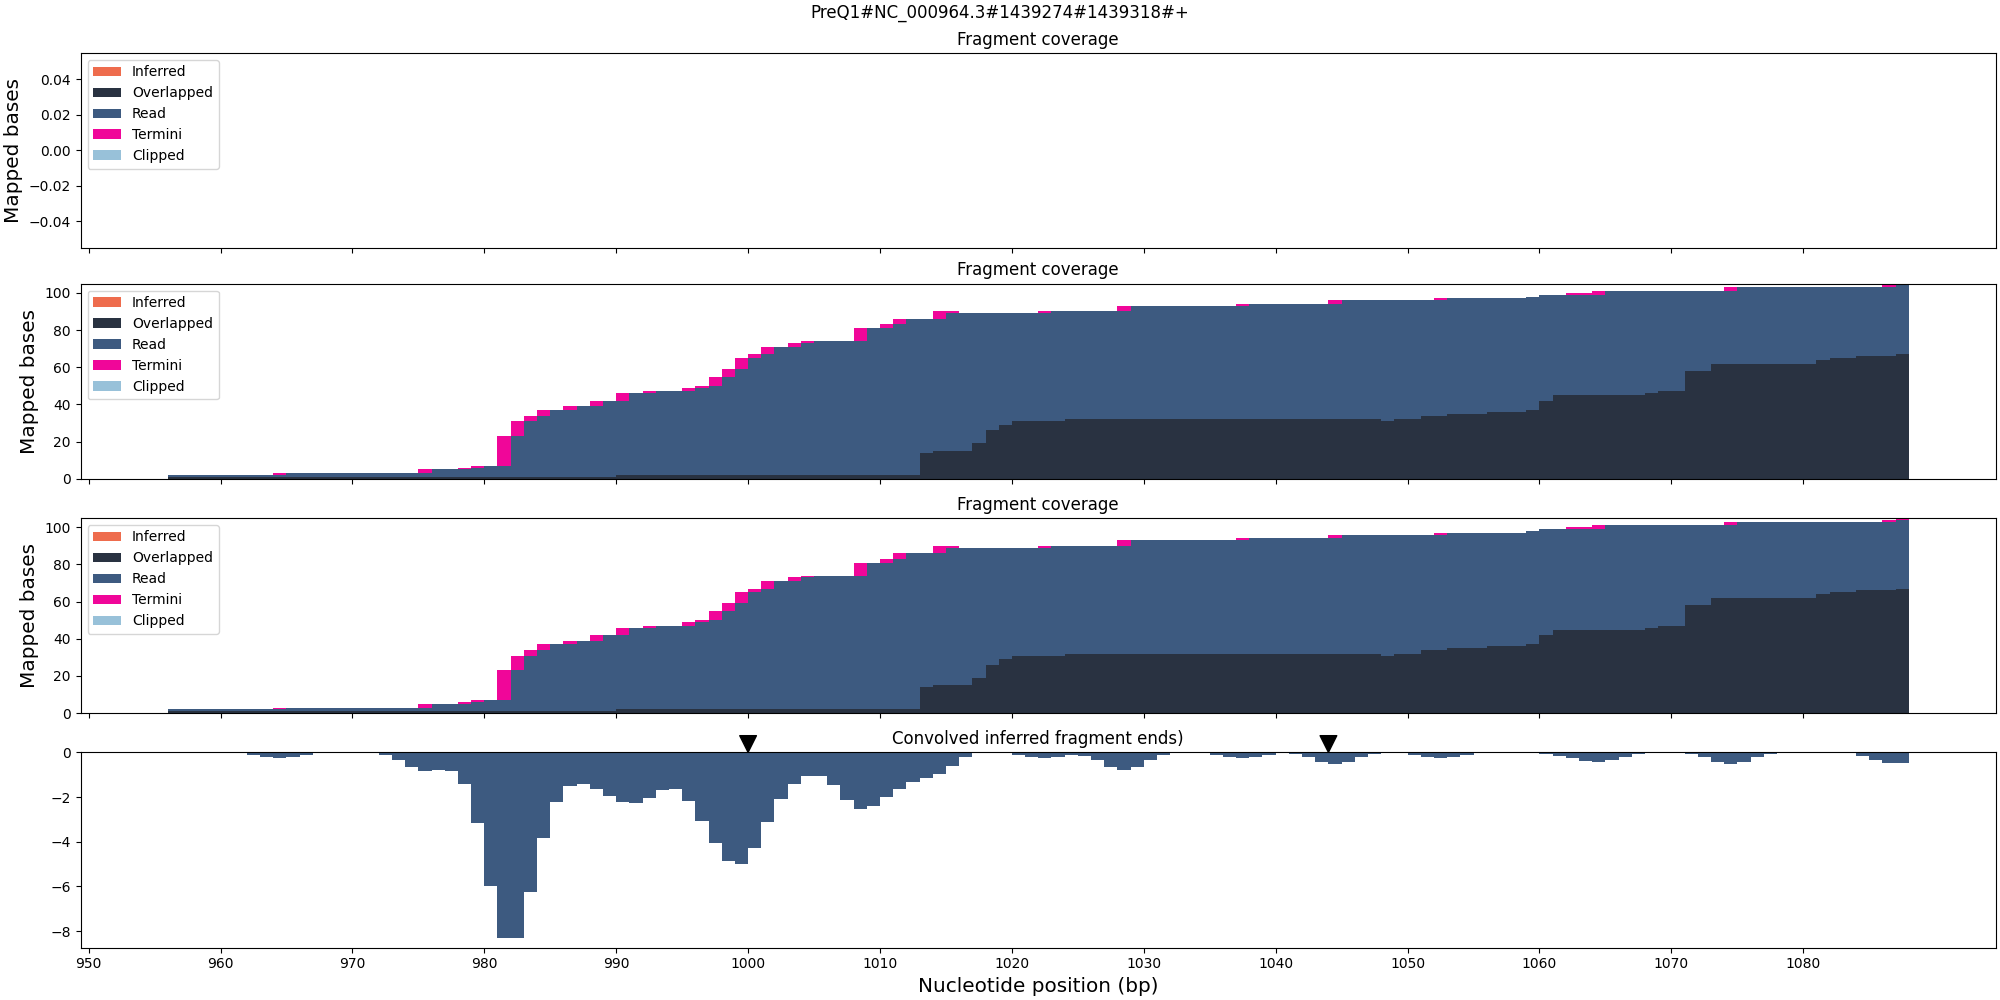 PreQ1#NC_000964.3#1439274#1439318#+
Fragment coverage
Mapped bases
0.04
0.02
0.00
−0.02
−0.04
Inferred
Overlapped
Read
Termini
Clipped
Fragment coverage
Mapped bases
100
80
60
40
20
0
Inferred
Overlapped
Read
Termini
Clipped
Fragment coverage
Mapped bases
100
80
60
40
20
0
Inferred
Overlapped
Read
Termini
Clipped
Convolved inferred fragment ends)
0
−2
−4
−6
−8
950 960 970 980 990 1000 1010 1020 1030 1040 1050 1060 1070 1080
Nucleotide position (bp)